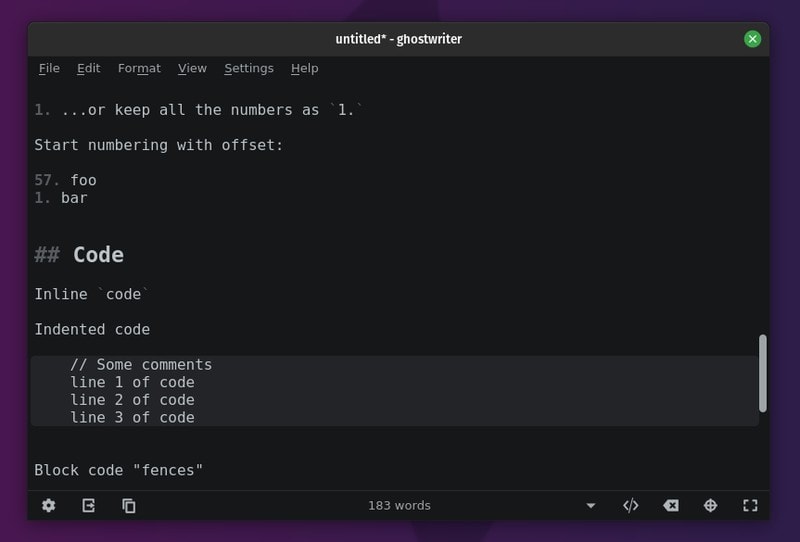 untitled* - ghostwriter
File Edit Format View Settings Help
1. ...or keep all the numbers as `1.`
Start numbering with offset:
57. foo
1. bar
## Code
Inline `code`
Indented code
// Some comments
line 1 of code
line 2 of code
line 3 of code
Block code "fences"
183 words